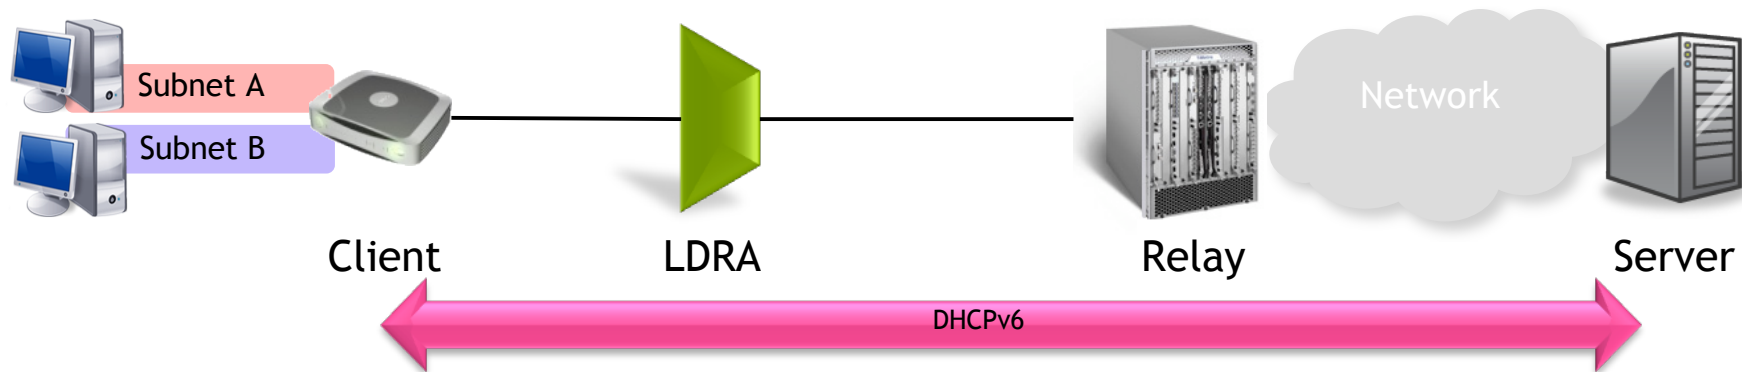 Subnet A
Network
Subnet B
Client
LDRA
Relay
Server
DHCPv6